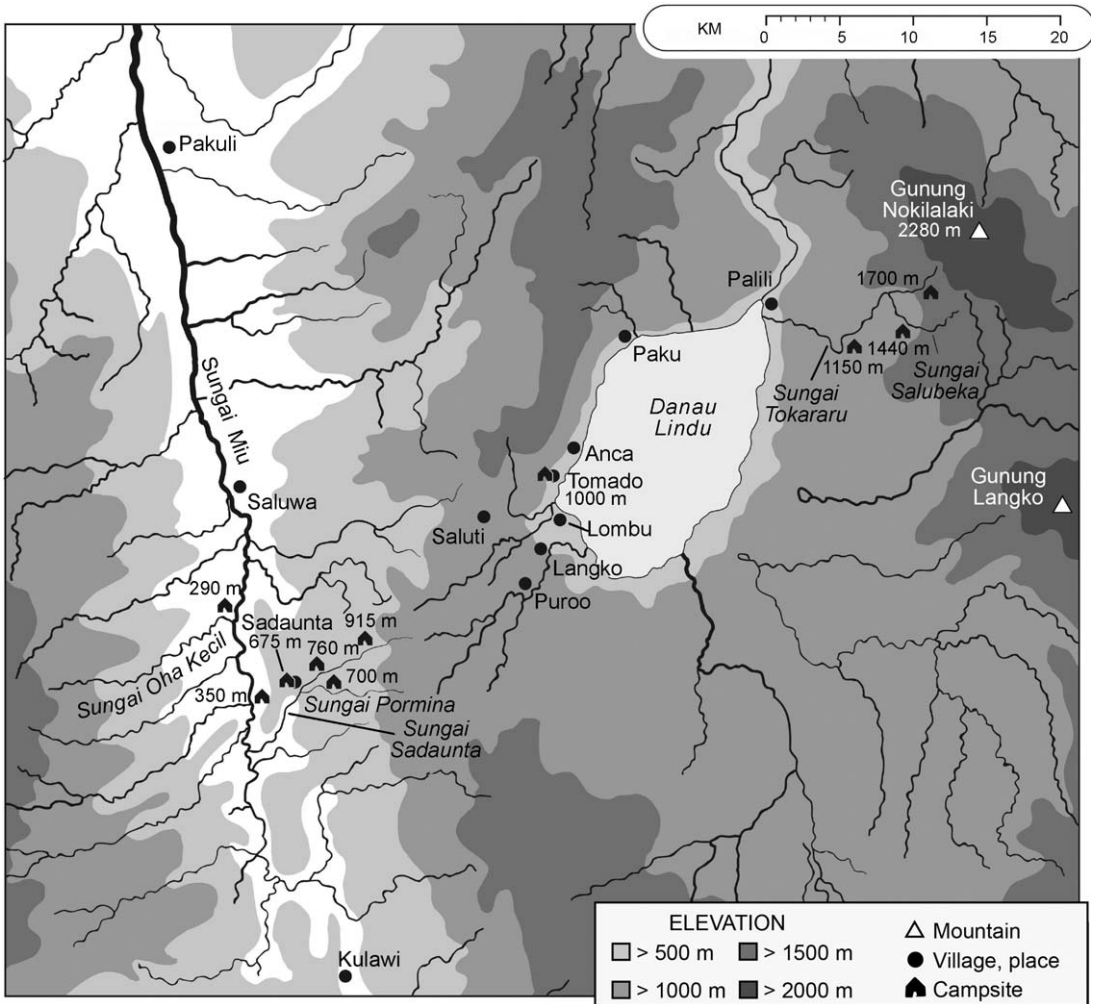 KM 0 5 10 15 20
Pakuli
Gunung
Nokilalaki
2280 m
Palili
1700 m
Paku
1440 m
1150 m
Sungai
Salubeka
Sungai
Tokararu
Sungai Miu
Danau
Lindu
Anca
Tomado
1000 m
Saluwa
Gunung
Langko
Saluti
Lombu
Langko
Puroo
290 m
Sadaunta
675 m
915 m
760 m
700 m
350 m
Sungai Oha Kecil
Sungai Pormina
Sungai
Sadaunta
Kulawi
ELEVATION
> 500 m
> 1500 m
> 1000 m
> 2000 m
Mountain
Village, place
Campsite